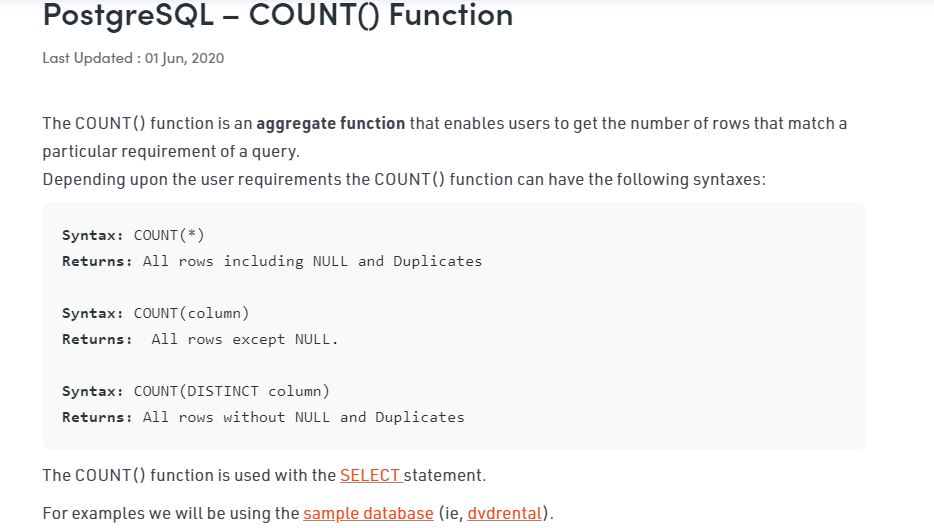 PostgreSQL – COUNT() Function
Last Updated : 01 Jun, 2020
The COUNT() function is an aggregate function that enables users to get the number of rows that match a
particular requirement of a query.
Depending upon the user requirements the COUNT() function can have the following syntaxes:
Syntax: COUNT(*)
Returns: All rows including NULL and Duplicates
Syntax: COUNT(column)
Returns:  All rows except NULL.
Syntax: COUNT(DISTINCT column)
Returns: All rows without NULL and Duplicates
The COUNT() function is used with the SELECT statement.
For examples we will be using the sample database (ie, dvdrental).